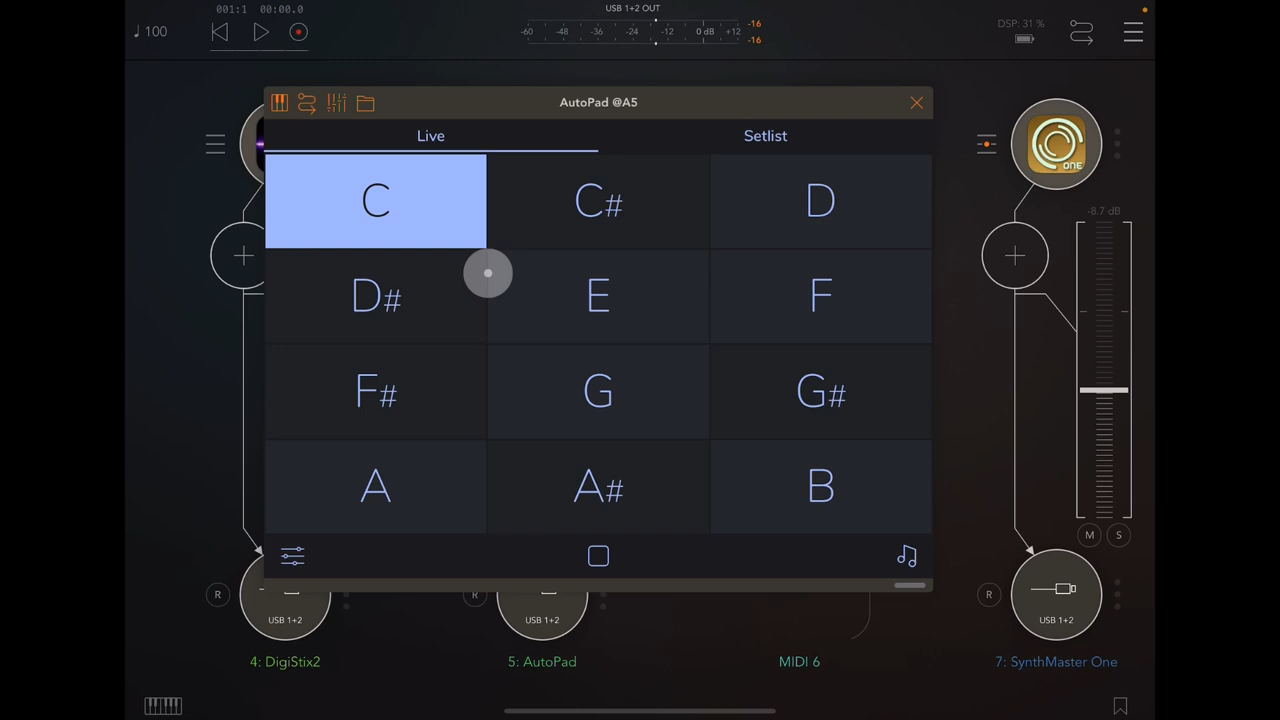 001:1 00:00.0
USB 1+2 OUT
♩ 100
-60 -48 -36 -24 -12 0 dB +12
-16
-16
DSP: 31 %
AutoPad @A5
Live Setlist
C C# D
D# E F
F# G G#
A A# B
ONE
-8.7 dB
M S
R R R
USB 1+2 USB 1+2 USB 1+2
4: DigiStix2 5: AutoPad MIDI 6 7: SynthMaster One